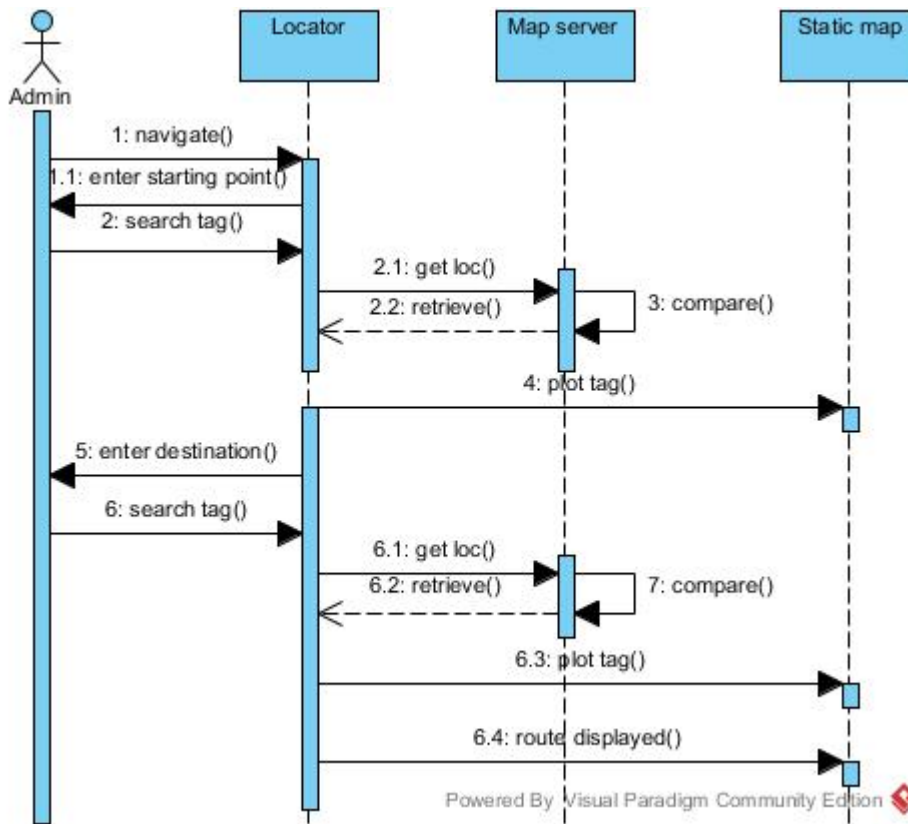 Locator
Map server
Static map
Admin
1: navigate()
1.1: enter starting point()
2: search tag()
2.1: get loc()
2.2: retrieve()
3: compare()
4: plot tag()
5: enter destination()
6: search tag()
6.1: get loc()
6.2: retrieve()
7: compare()
6.3: plot tag()
6.4: route displayed()
Powered By Visual Paradigm Community Edition